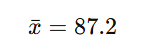 x̄ = 87.2